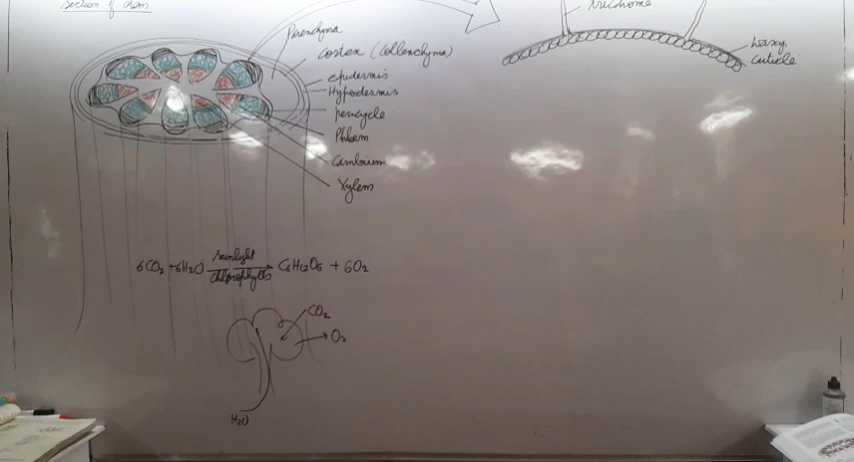 section of stem
Trichome
Parenchyma
cortex (collenchyma)
epidermis
Hypodermis
pericycle
Phloem
Cambium
Xylem
waxy
cuticle
6CO₂ + 6H₂O sunlight chlorophylls C₆H₁₂O₆ + 6O₂
CO₂
O₂
H₂O